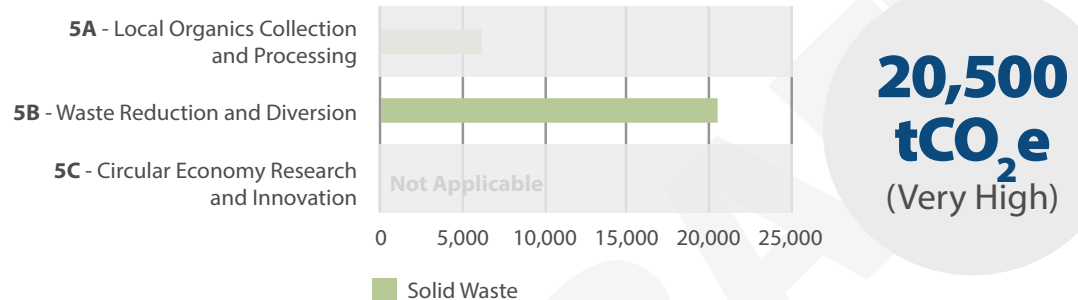 5A - Local Organics Collection
and Processing
5B - Waste Reduction and Diversion
5C - Circular Economy Research
and Innovation
Not Applicable
0 5,000 10,000 15,000 20,000 25,000
Solid Waste
20,500
tCO₂e
(Very High)